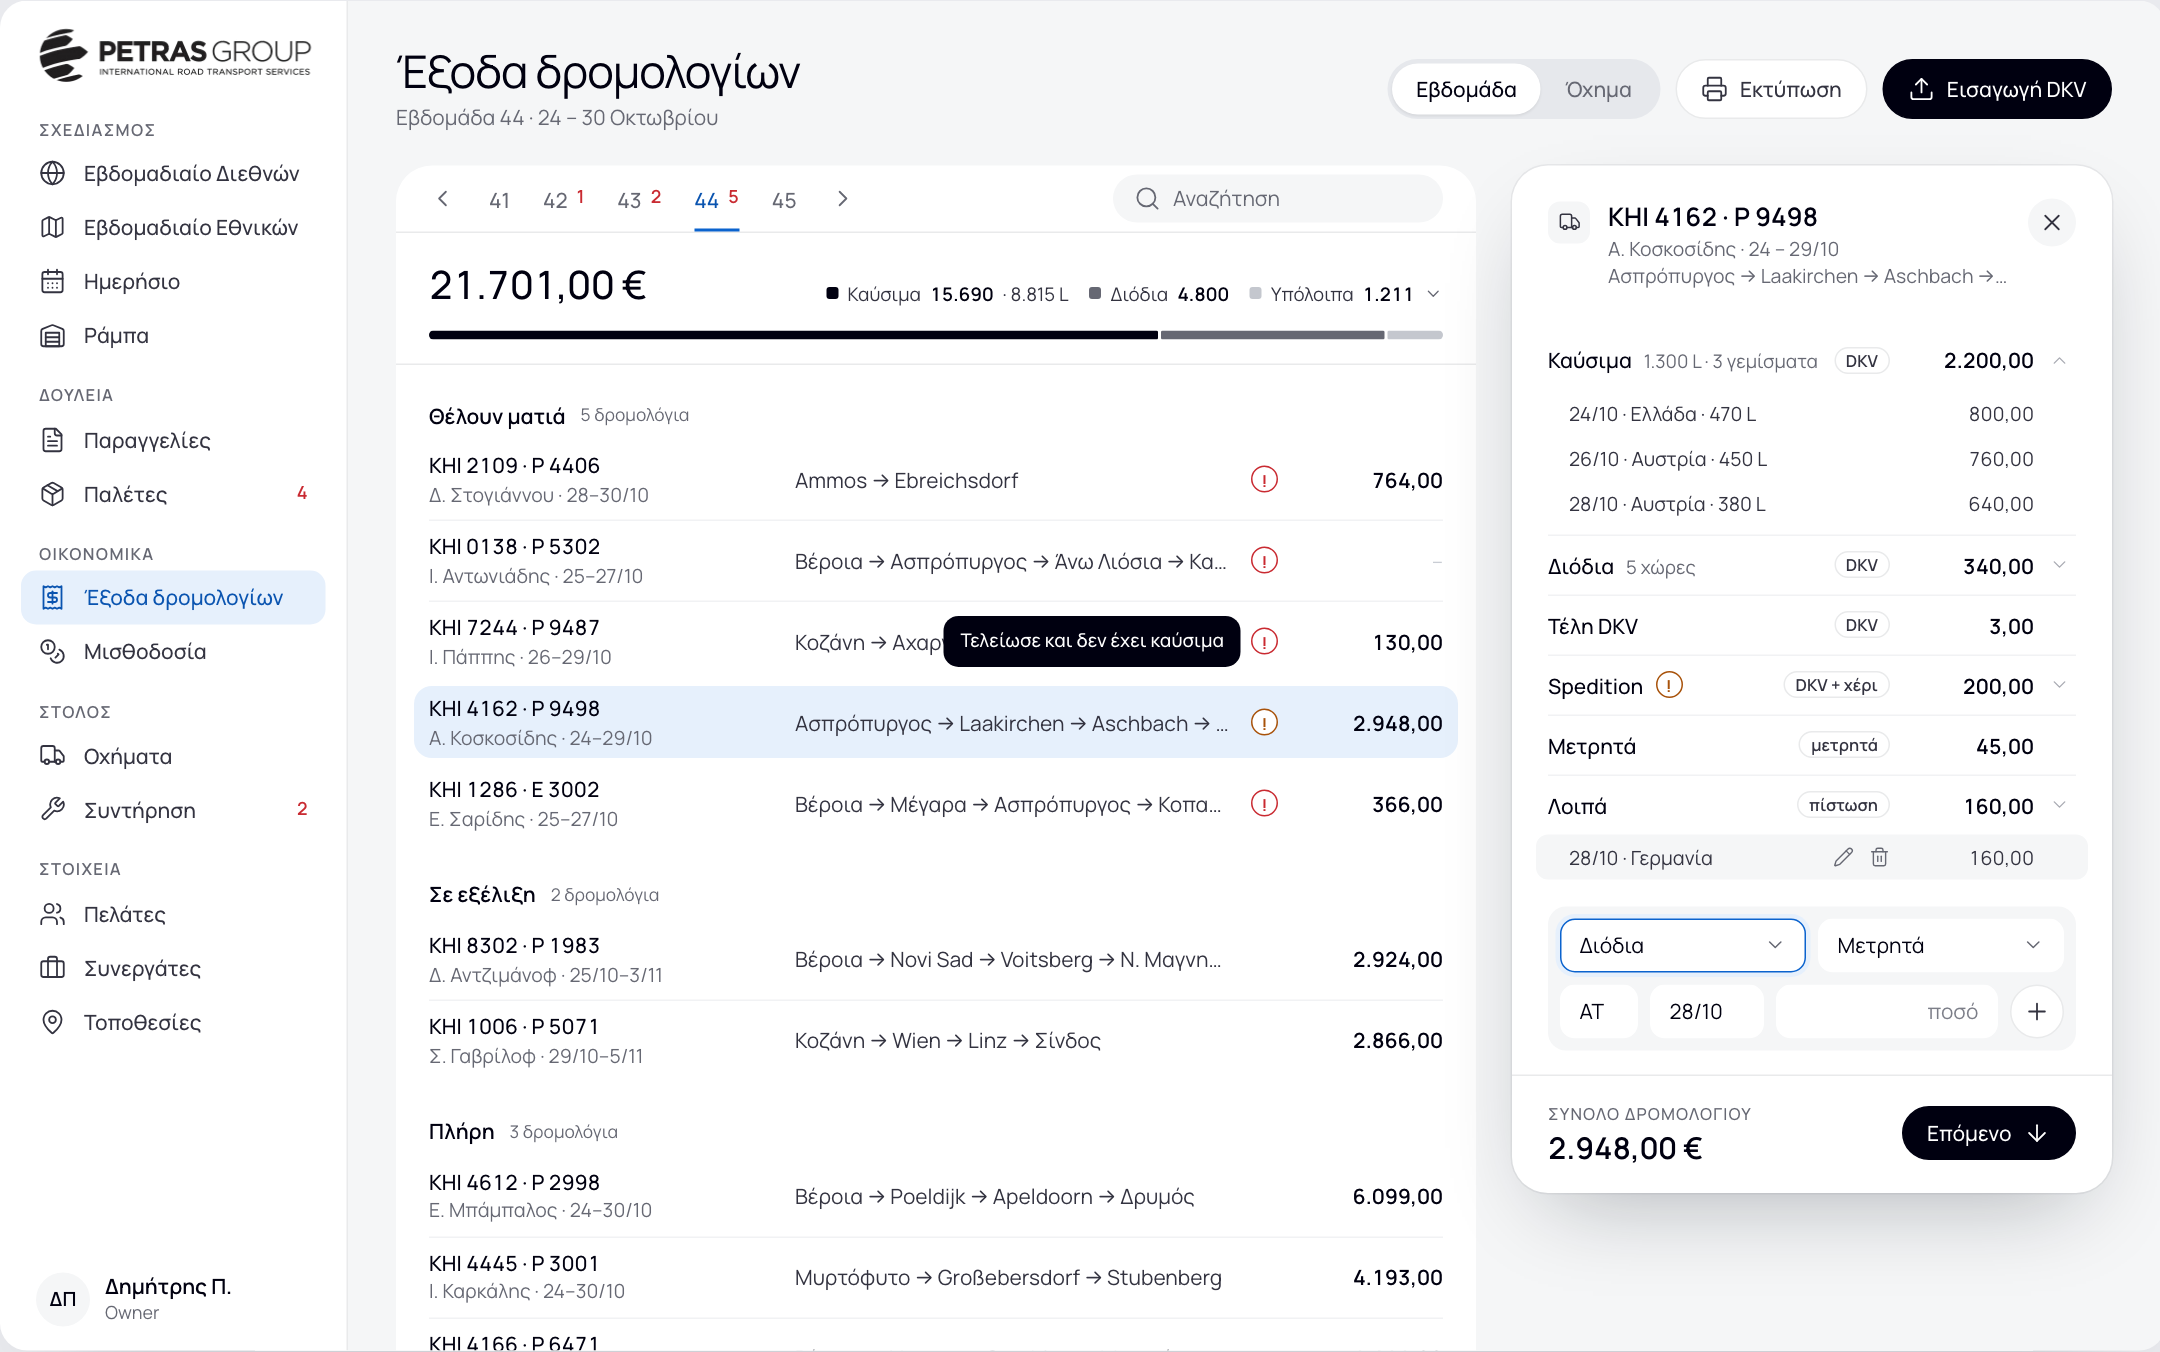 PETRAS GROUP
INTERNATIONAL ROAD TRANSPORT SERVICES
ΣΧΕΔΙΑΣΜΟΣ
Εβδομαδιαίο Διεθνών
Εβδομαδιαίο Εθνικών
Ημερήσιο
Ράμπα
ΔΟΥΛΕΙΑ
Παραγγελίες
Παλέτες 4
ΟΙΚΟΝΟΜΙΚΑ
Έξοδα δρομολογίων
Μισθοδοσία
ΣΤΟΛΟΣ
Οχήματα
Συντήρηση 2
ΣΤΟΙΧΕΙΑ
Πελάτες
Συνεργάτες
Τοποθεσίες
ΔΠ
Δημήτρης Π.
Owner
Έξοδα δρομολογίων
Εβδομάδα 44 · 24 – 30 Οκτωβρίου
Εβδομάδα Όχημα Εκτύπωση Εισαγωγή DKV
41 42 1 43 2 44 5 45 Αναζήτηση
21.701,00 € Καύσιμα 15.690 · 8.815 L Διόδια 4.800 Υπόλοιπα 1.211
Θέλουν ματιά 5 δρομολόγια
KHI 2109 · P 4406
Δ. Στογιάννου · 28–30/10
Ammos → Ebreichsdorf ! 764,00
KHI 0138 · P 5302
Ι. Αντωνιάδης · 25–27/10
Βέροια → Ασπρόπυργος → Άνω Λιόσια → Κα... ! –
KHI 7244 · P 9487
Ι. Πάππης · 26–29/10
Κοζάνη → Αχαρ Τελείωσε και δεν έχει καύσιμα ! 130,00
KHI 4162 · P 9498
Α. Κοσκοσίδης · 24–29/10
Ασπρόπυργος → Laakirchen → Aschbach → ... ! 2.948,00
KHI 1286 · E 3002
Ε. Σαρίδης · 25–27/10
Βέροια → Μέγαρα → Ασπρόπυργος → Κοπα... ! 366,00
Σε εξέλιξη 2 δρομολόγια
KHI 8302 · P 1983
Δ. Αντζιμάνοφ · 25/10–3/11
Βέροια → Novi Sad → Voitsberg → Ν. Μαγνη... 2.924,00
KHI 1006 · P 5071
Σ. Γαβρίλοφ · 29/10–5/11
Κοζάνη → Wien → Linz → Σίνδος 2.866,00
Πλήρη 3 δρομολόγια
KHI 4612 · P 2998
Ε. Μπάμπαλος · 24–30/10
Βέροια → Poeldijk → Apeldoorn → Δρυμός 6.099,00
KHI 4445 · P 3001
Ι. Καρκάλης · 24–30/10
Μυρτόφυτο → Großebersdorf → Stubenberg 4.193,00
KHI 4166 · P 6471
KHI 4162 · P 9498
Α. Κοσκοσίδης · 24 – 29/10
Ασπρόπυργος → Laakirchen → Aschbach →...
Καύσιμα 1.300 L · 3 γεμίσματα DKV 2.200,00
24/10 · Ελλάδα · 470 L 800,00
26/10 · Αυστρία · 450 L 760,00
28/10 · Αυστρία · 380 L 640,00
Διόδια 5 χώρες DKV 340,00
Τέλη DKV DKV 3,00
Spedition ! DKV + χέρι 200,00
Μετρητά μετρητά 45,00
Λοιπά πίστωση 160,00
28/10 · Γερμανία 160,00
Διόδια Μετρητά
AT 28/10 ποσό
ΣΥΝΟΛΟ ΔΡΟΜΟΛΟΓΙΟΥ
2.948,00 €
Επόμενο